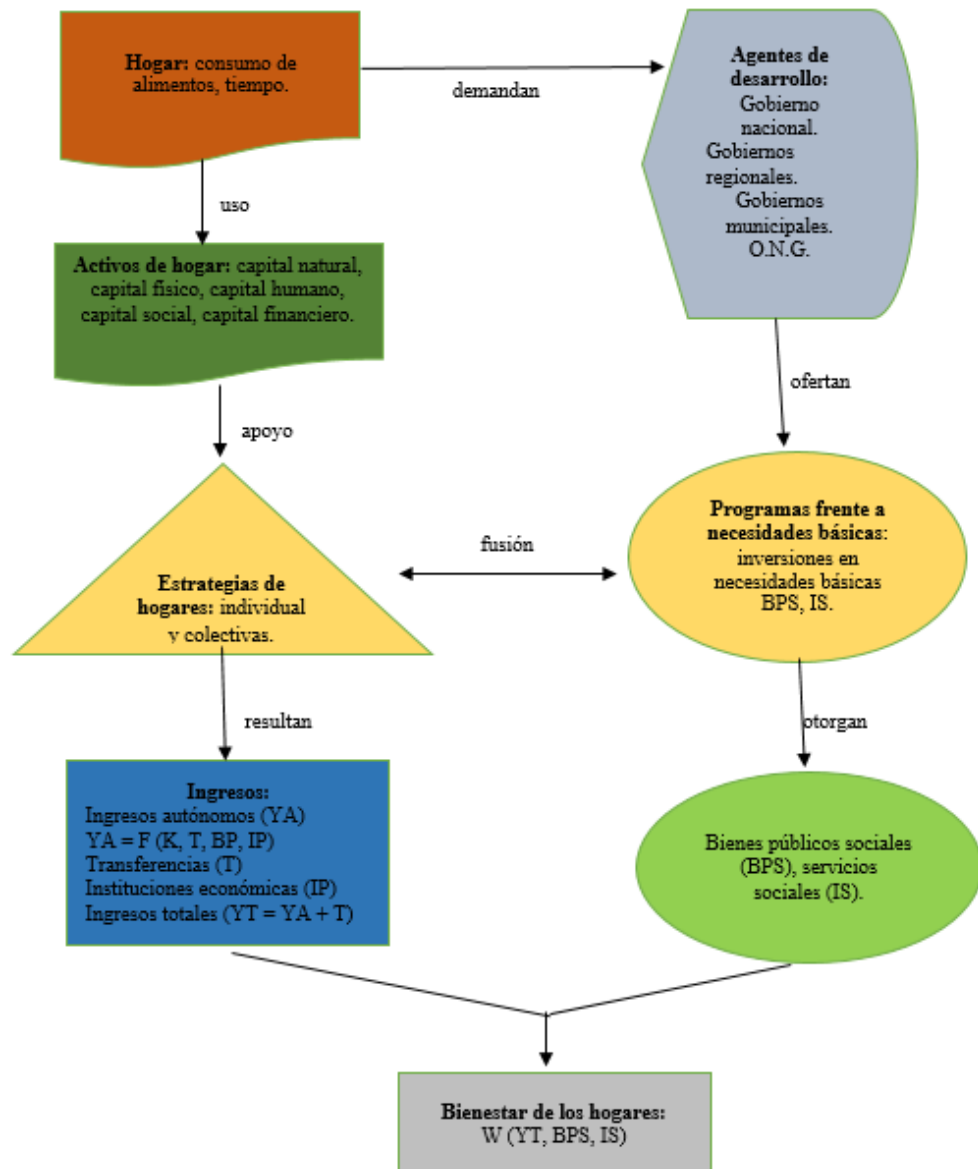 Hogar: consumo de
alimentos, tiempo.
demandan
Agentes de
desarrollo:
Gobierno
nacional.
Gobiernos
regionales.
Gobiernos
municipales.
O.N.G.
uso
Activos de hogar: capital natural,
capital físico, capital humano,
capital social, capital financiero.
ofertan
apoyo
Estrategias de
hogares: individual
y colectivas.
fusión
Programas frente a
necesidades básicas:
inversiones en
necesidades básicas
BPS, IS.
resultan
otorgan
Ingresos:
Ingresos autónomos (YA)
YA = F (K, T, BP, IP)
Transferencias (T)
Instituciones económicas (IP)
Ingresos totales (YT = YA + T)
Bienes públicos sociales
(BPS), servicios
sociales (IS).
Bienestar de los hogares:
W (YT, BPS, IS)